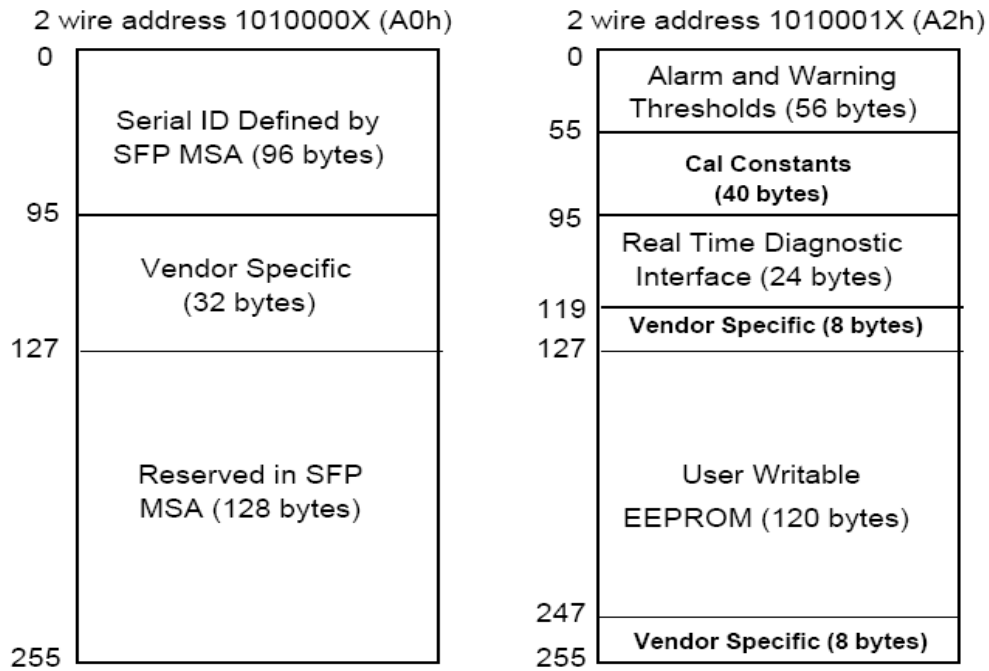 2 wire address 1010000X (A0h)
0
Serial ID Defined by
SFP MSA (96 bytes)
95
Vendor Specific
(32 bytes)
127
Reserved in SFP
MSA (128 bytes)
255
2 wire address 1010001X (A2h)
0
Alarm and Warning
Thresholds (56 bytes)
55
Cal Constants
(40 bytes)
95
Real Time Diagnostic
Interface (24 bytes)
119
Vendor Specific (8 bytes)
127
User Writable
EEPROM (120 bytes)
247
Vendor Specific (8 bytes)
255